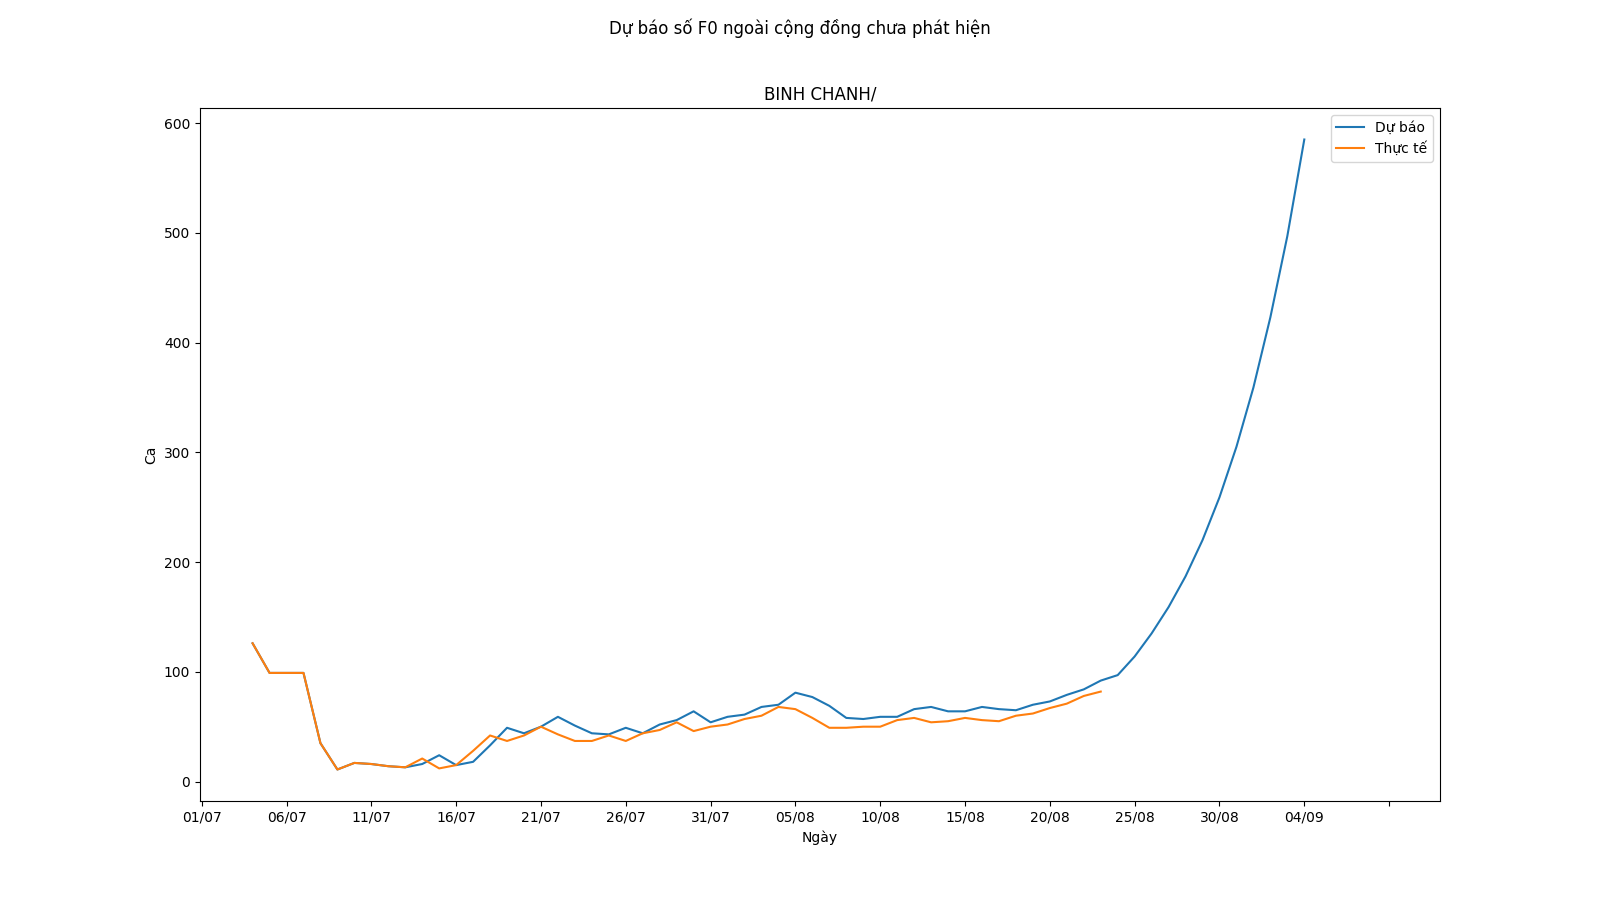 Dự báo số F0 ngoài cộng đồng chưa phát hiện
BINH CHANH/
600
500
400
300
200
100
0
Ca
Dự báo
Thực tế
01/07 06/07 11/07 16/07 21/07 26/07 31/07 05/08 10/08 15/08 20/08 25/08 30/08 04/09
Ngày